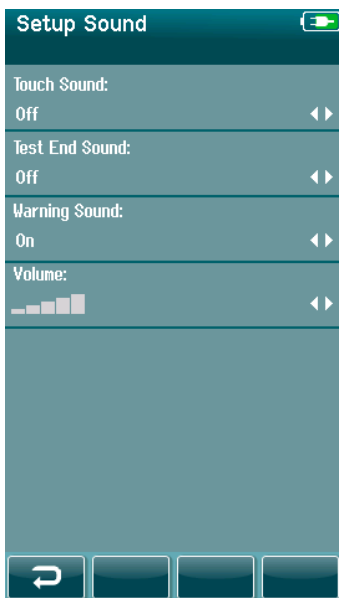 Setup Sound
Touch Sound:
Off
Test End Sound:
Off
Warning Sound:
On
Volume: